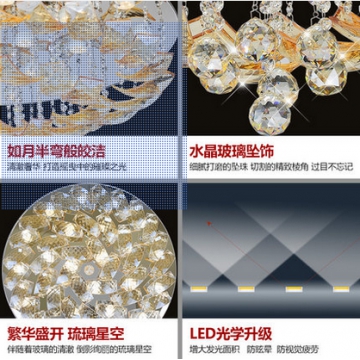 如月半弯般皎洁
清澈奢华 打造摇曳中的璀璨之光
水晶玻璃坠饰
细腻打磨的坠珠 切割的精致棱角 过目不忘记
繁华盛开 琉璃星空
伴随着玻璃的清澈 倒影绚丽的琉璃星空
LED光学升级
增大发光面积 防眩晕 防视觉疲劳